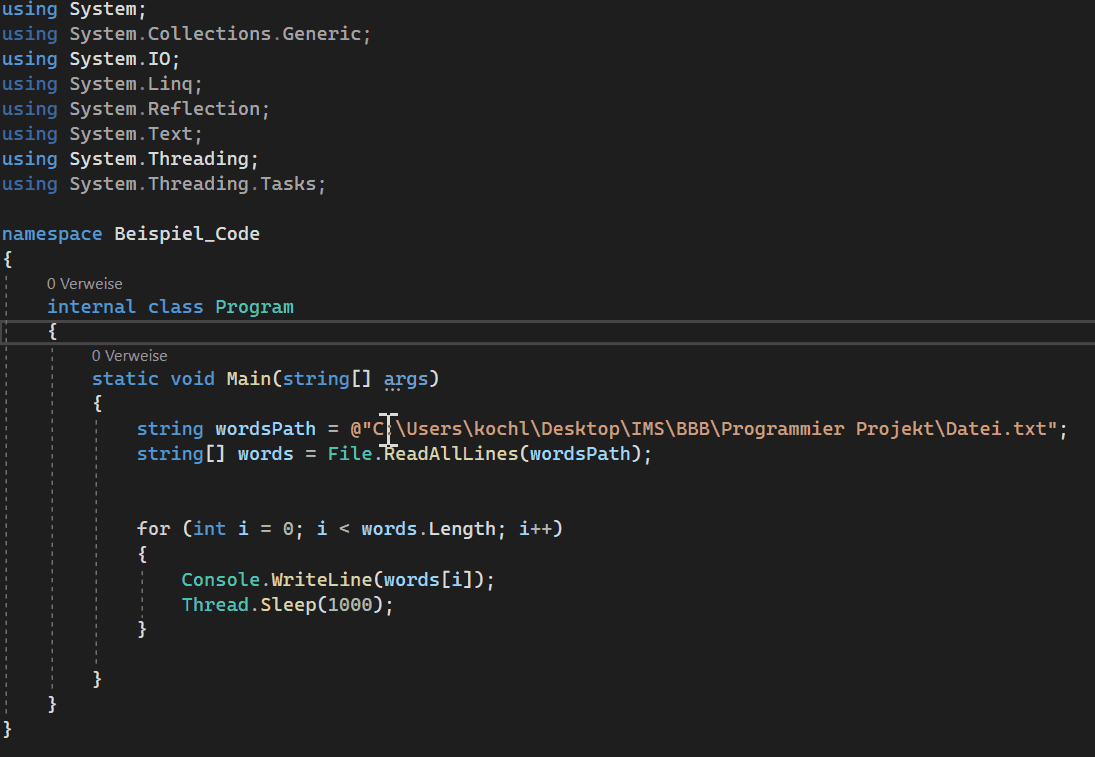 using System;
using System.Collections.Generic;
using System.IO;
using System.Linq;
using System.Reflection;
using System.Text;
using System.Threading;
using System.Threading.Tasks;
namespace Beispiel_Code
{
0 Verweise
internal class Program
{
0 Verweise
static void Main(string[] args)
{
string wordsPath = @"C:\Users\kochl\Desktop\IMS\BBB\Programmier Projekt\Datei.txt";
string[] words = File.ReadAllLines(wordsPath);
for (int i = 0; i < words.Length; i++)
{
Console.WriteLine(words[i]);
Thread.Sleep(1000);
}
}
}
}